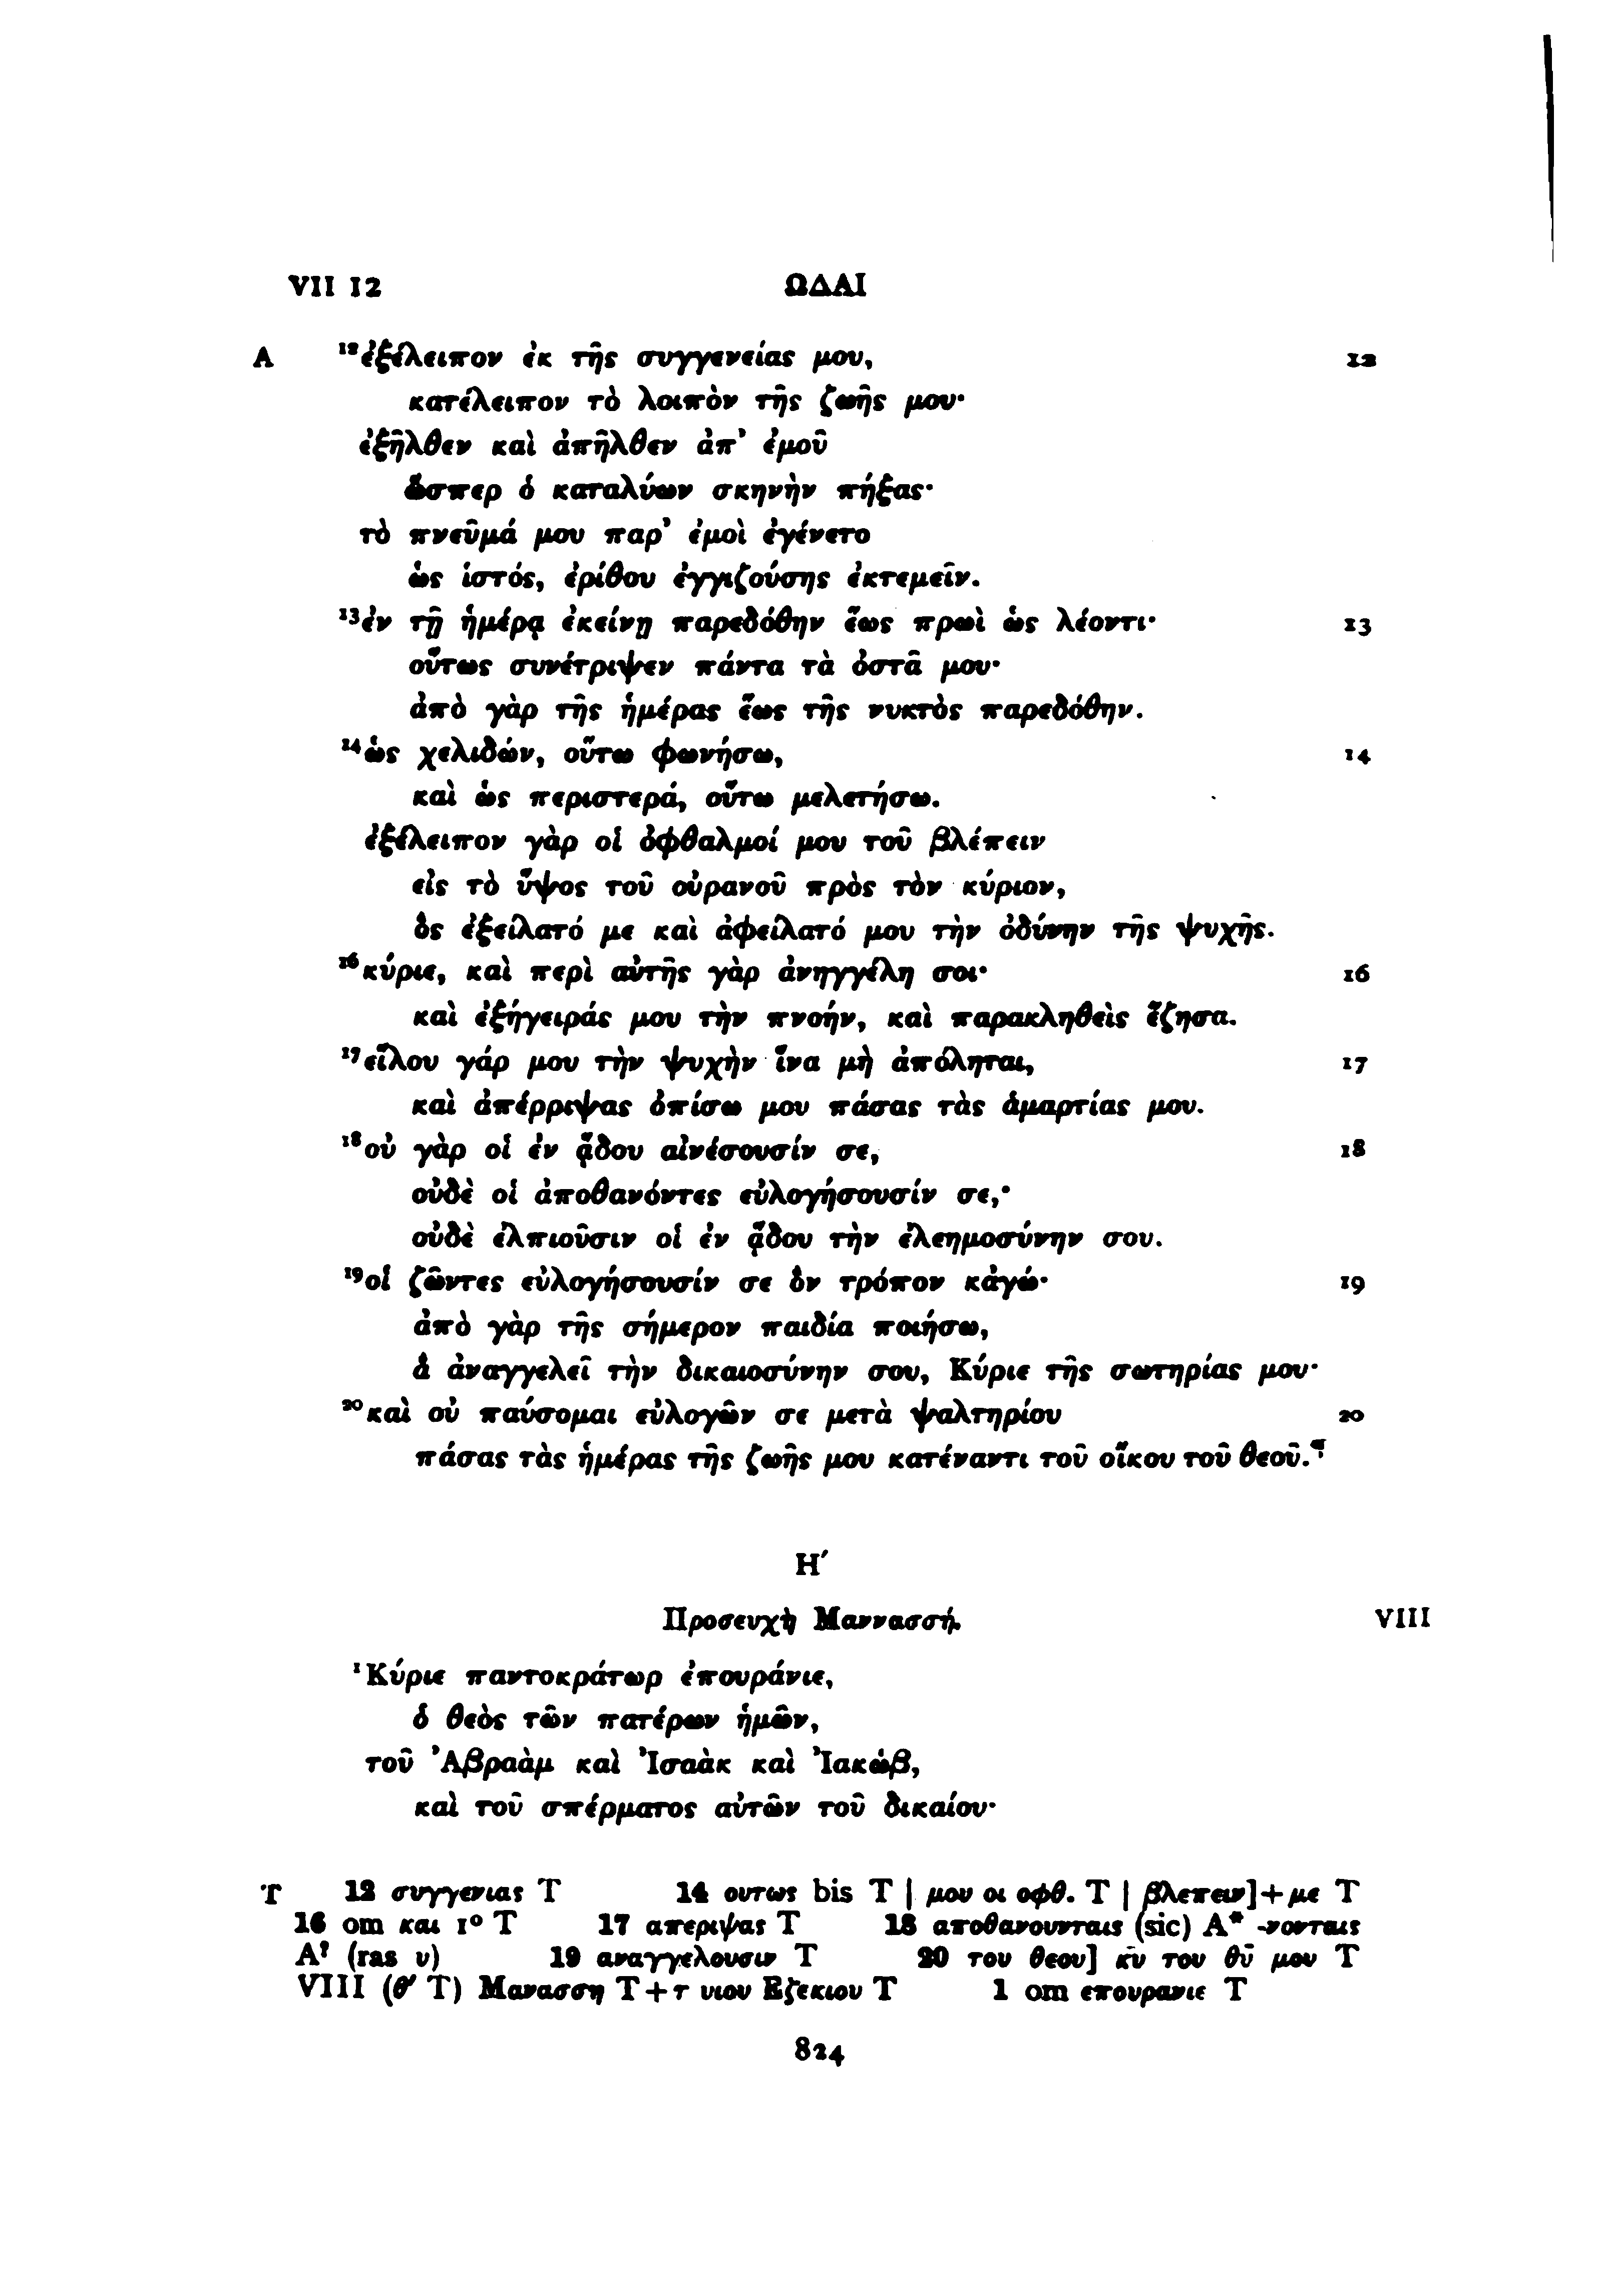 VII 12 ΩΔΑΙ
A ¹²ἐξέλειπον ἐκ τῆς συγγενείας μου, 12
κατέλειπον τὸ λοιπὸν τῆς ζωῆς μου·
ἐξῆλθεν καὶ ἀπῆλθεν ἀπ᾽ ἐμοῦ
ὥσπερ ὁ καταλύων σκηνὴν πήξας·
τὸ πνεῦμά μου παρ᾽ ἐμοὶ ἐγένετο
ὡς ἱστός, ἐρίθου ἐγγιζούσης ἐκτεμεῖν.
¹³ἐν τῇ ἡμέρᾳ ἐκείνῃ παρεδόθην ἕως πρωὶ ὡς λέοντι· 13
οὕτως συνέτριψεν πάντα τὰ ὀστᾶ μου·
ἀπὸ γὰρ τῆς ἡμέρας ἕως τῆς νυκτὸς παρεδόθην.
¹⁴ὡς χελιδών, οὕτω φωνήσω, 14
καὶ ὡς περιστερά, οὕτω μελετήσω.
ἐξέλειπον γὰρ οἱ ὀφθαλμοί μου τοῦ βλέπειν
εἰς τὸ ὕψος τοῦ οὐρανοῦ πρὸς τὸν κύριον,
ὃς ἐξείλατό με καὶ ἀφείλατό μου τὴν ὀδύνην τῆς ψυχῆς.
¹⁶κύριε, καὶ περὶ αὐτῆς γὰρ ἀνηγγέλη σοι· 16
καὶ ἐξήγειράς μου τὴν πνοήν, καὶ παρακληθεὶς ἔζησα.
¹⁷εἵλου γάρ μου τὴν ψυχὴν ἵνα μὴ ἀπόληται, 17
καὶ ἀπέρριψας ὀπίσω μου πάσας τὰς ἁμαρτίας μου.
¹⁸οὐ γὰρ οἱ ἐν ᾅδου αἰνέσουσίν σε, 18
οὐδὲ οἱ ἀποθανόντες εὐλογήσουσίν σε,·
οὐδὲ ἐλπιοῦσιν οἱ ἐν ᾅδου τὴν ἐλεημοσύνην σου.
¹⁹οἱ ζῶντες εὐλογήσουσίν σε ὃν τρόπον κἀγώ· 19
ἀπὸ γὰρ τῆς σήμερον παιδία ποιήσω,
ἃ ἀναγγελεῖ τὴν δικαιοσύνην σου, Κύριε τῆς σωτηρίας μου·
²⁰καὶ οὐ παύσομαι εὐλογῶν σε μετὰ ψαλτηρίου 20
πάσας τὰς ἡμέρας τῆς ζωῆς μου κατέναντι τοῦ οἴκου τοῦ θεοῦ.¶
Η´
Προσευχὴ Μαννασσή. VIII
¹Κύριε παντοκράτωρ ἐπουράνιε,
ὁ θεὸς τῶν πατέρων ἡμῶν,
τοῦ Ἀβραὰμ καὶ Ἰσαὰκ καὶ Ἰακώβ,
καὶ τοῦ σπέρματος αὐτῶν τοῦ δικαίου·
T 12 συγγενιας T 14 ουτως bis T | μου οι οφθ. T | βλεπειν]+με T
16 om και 1° T 17 απεριψας T 18 αποθανουνταις (sic) A* -νονταις
A? (ras υ) 19 αναγγελουσιν T 20 του θεου] κ̅υ̅ του θ̅υ̅ μου T
VIII (θ´ T) Μανασση T+τ υιου Εζεκιου T 1 om επουρανιε T
824